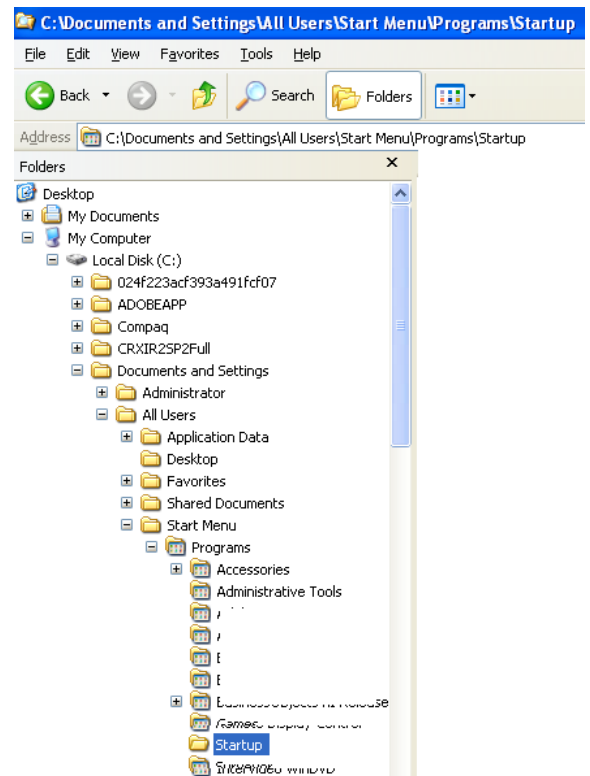 C:\Documents and Settings\All Users\Start Menu\Programs\Startup
File Edit View Favorites Tools Help
Back Search Folders
Address C:\Documents and Settings\All Users\Start Menu\Programs\Startup
Folders x
Desktop
My Documents
My Computer
Local Disk (C:)
024f223acf393a491fcf07
ADOBEAPP
Compaq
CRXIR2SP2Full
Documents and Settings
Administrator
All Users
Application Data
Desktop
Favorites
Shared Documents
Start Menu
Programs
Accessories
Administrative Tools
Startup